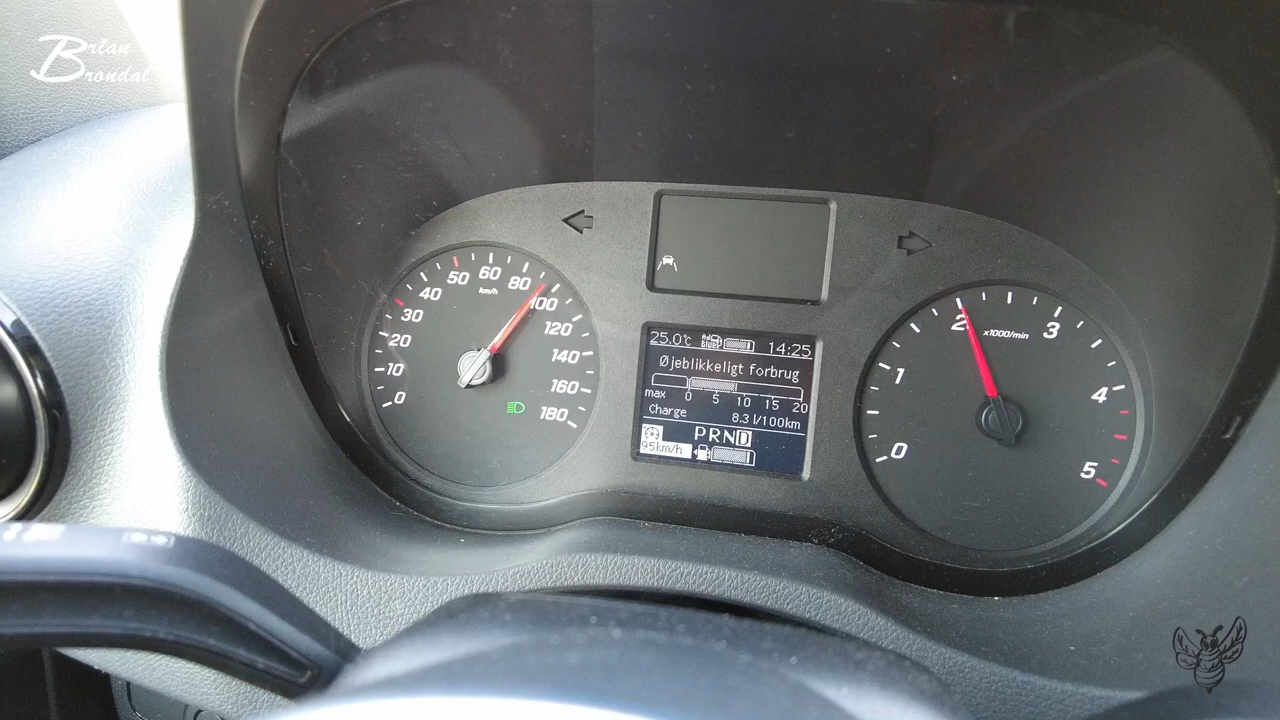 Brian
Brondal
0
10
20
30
40
50
60
80
100
120
140
160
180
km/h
25.0°C Ad Blue 14:25
Øjeblikkeligt forbrug
max 0 5 10 15 20
Charge 8.3 l/100km
PRND
95km/h
0
1
2
3
4
5
x1000/min